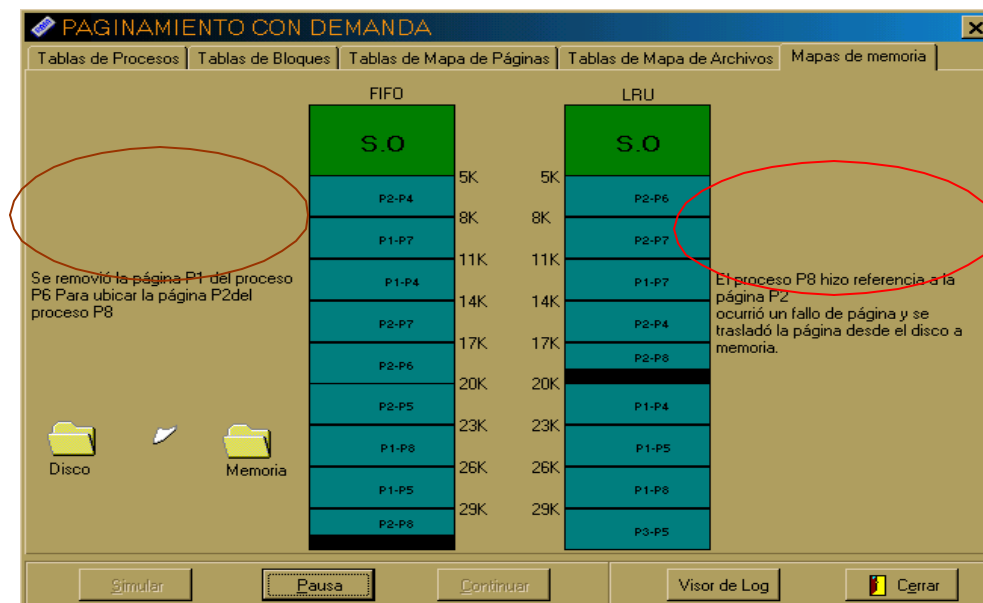 PAGINAMIENTO CON DEMANDA
Tablas de Procesos
Tablas de Bloques
Tablas de Mapa de Páginas
Tablas de Mapa de Archivos
Mapas de memoria
FIFO
S.O
5K
P2-P4
8K
P1-P7
11K
P1-P4
14K
P2-P7
17K
P2-P6
20K
P2-P5
23K
P1-P8
26K
P1-P5
29K
P2-P8
LRU
S.O
5K
P2-P6
8K
P2-P7
11K
P1-P7
14K
P2-P4
17K
P2-P8
20K
P1-P4
23K
P1-P5
26K
P1-P8
29K
P3-P5
Se removió la página P1 del proceso
P6 Para ubicar la página P2del
proceso P8
El proceso P8 hizo referencia a la
página P2
ocurrió un fallo de página y se
trasladó la página desde el disco a
memoria.
Disco
Memoria
Simular
Pausa
Continuar
Visor de Log
Cerrar